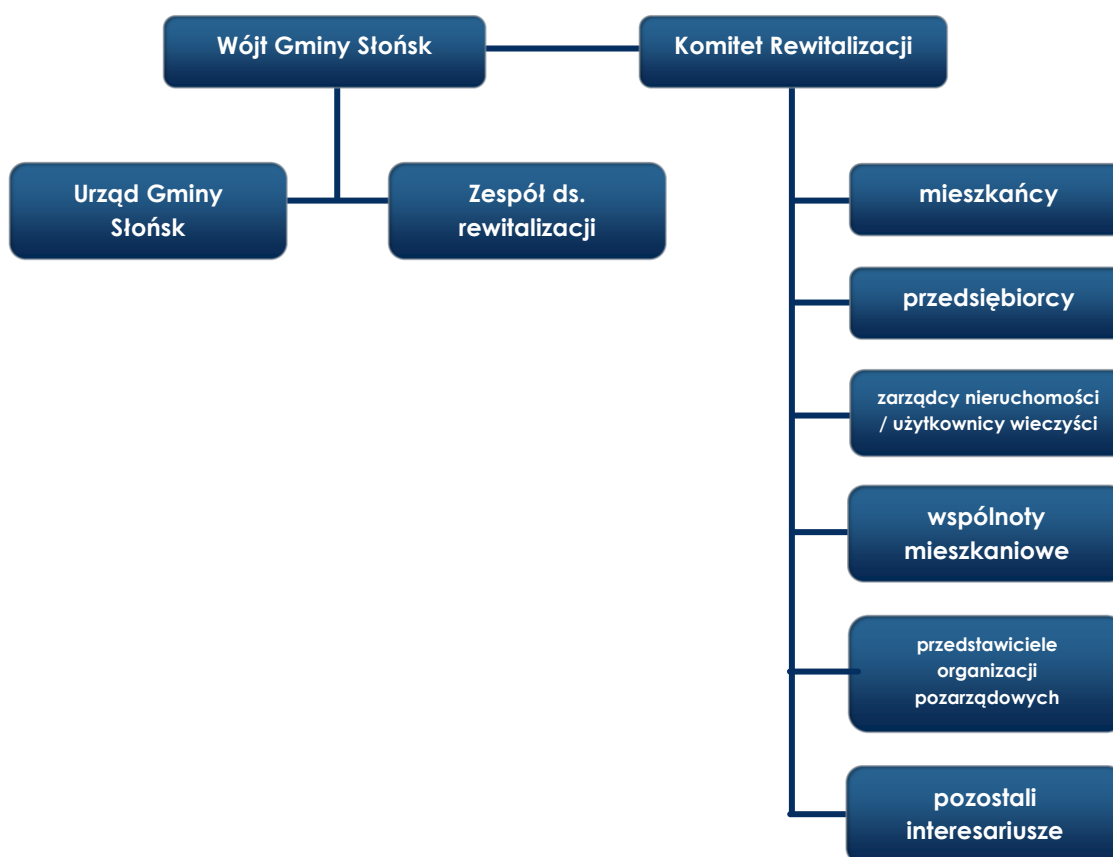 Wójt Gminy Słońsk
Komitet Rewitalizacji
Urząd Gminy
Słońsk
Zespół ds.
rewitalizacji
mieszkańcy
przedsiębiorcy
zarządcy nieruchomości
/ użytkownicy wieczyści
wspólnoty
mieszkaniowe
przedstawiciele
organizacji
pozarządowych
pozostali
interesariusze